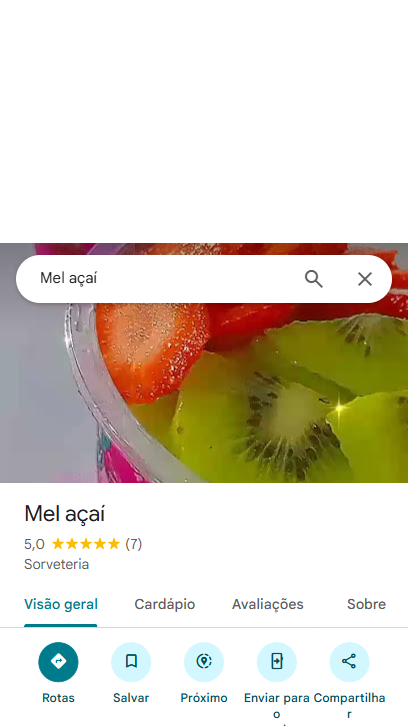 Mel açaí
Mel açaí
5,0 (7)
Sorveteria
Visão geral Cardápio Avaliações Sobre
Rotas Salvar Próximo Enviar para o Compartilhar